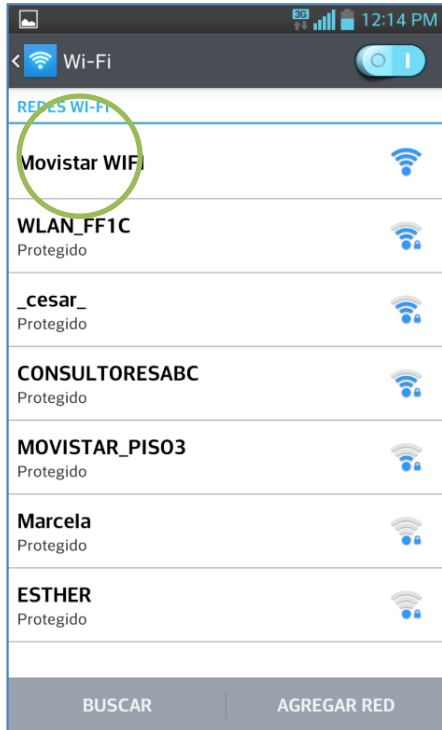 3G 12:14 PM
Wi-Fi
REDES WI-FI
Movistar WIFI
WLAN_FF1C
Protegido
_cesar_
Protegido
CONSULTORESABC
Protegido
MOVISTAR_PISO3
Protegido
Marcela
Protegido
ESTHER
Protegido
BUSCAR AGREGAR RED